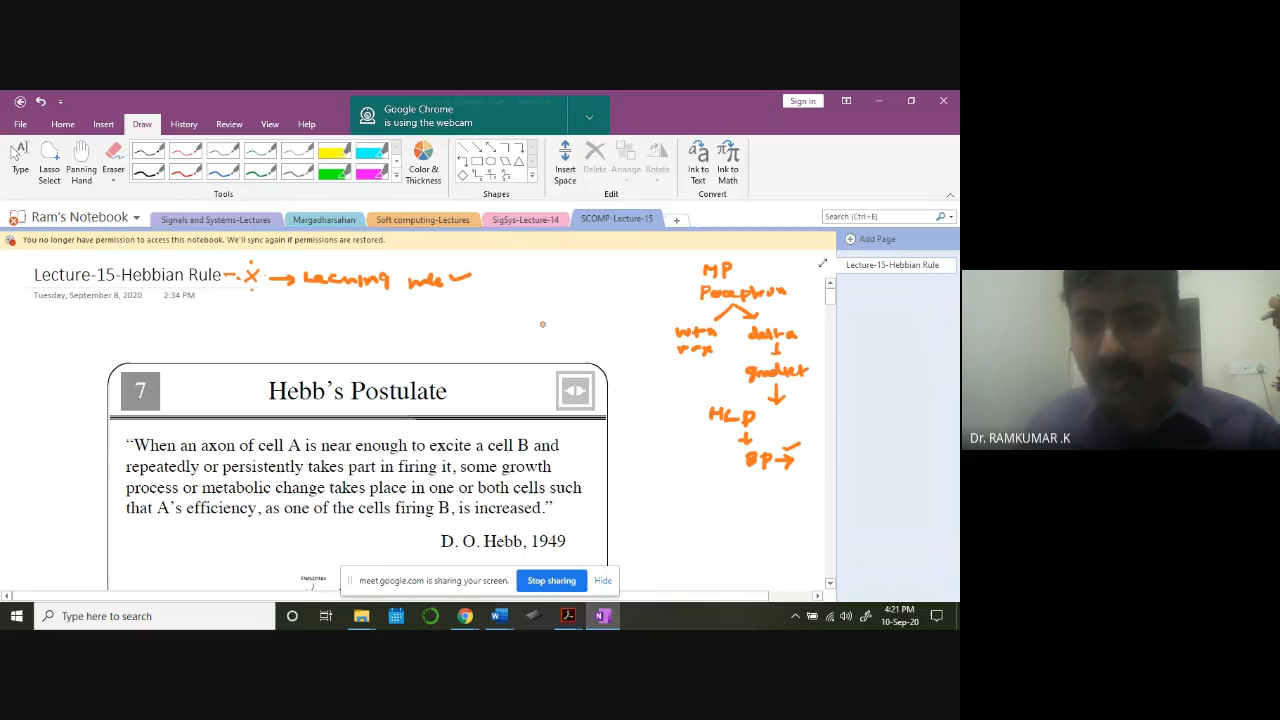 Google Chrome
is using the webcam
Sign in
File Home Insert Draw History Review View Help
Type Lasso Select Panning Hand Eraser Color & Thickness Insert Space Delete Arrange Rotate Ink to Text Ink to Math
Tools Shapes Edit Convert
Ram's Notebook Signals and Systems-Lectures Margadharsahan Soft computing-Lectures SigSys-Lecture-14 SCOMP-Lecture-15 Search (Ctrl+E)
You no longer have permission to access this notebook. We'll sync again if permissions are restored.
Add Page
Lecture-15-Hebbian Rule
Lecture-15-Hebbian Rule - X → Learning rule
Tuesday, September 8, 2020 2:34 PM
MP
Perceptron
delta
MLP
BP →
7 Hebb's Postulate
“When an axon of cell A is near enough to excite a cell B and
repeatedly or persistently takes part in firing it, some growth
process or metabolic change takes place in one or both cells such
that A's efficiency, as one of the cells firing B, is increased.”
D. O. Hebb, 1949
Dendrites
meet.google.com is sharing your screen. Stop sharing Hide
Dr. RAMKUMAR .K
Type here to search
4:21 PM
10-Sep-20